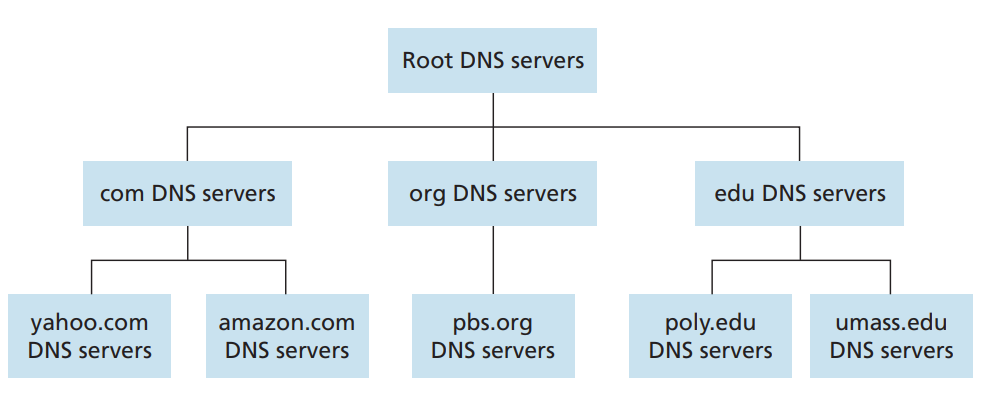 Root DNS servers
com DNS servers
org DNS servers
edu DNS servers
yahoo.com
DNS servers
amazon.com
DNS servers
pbs.org
DNS servers
poly.edu
DNS servers
umass.edu
DNS servers